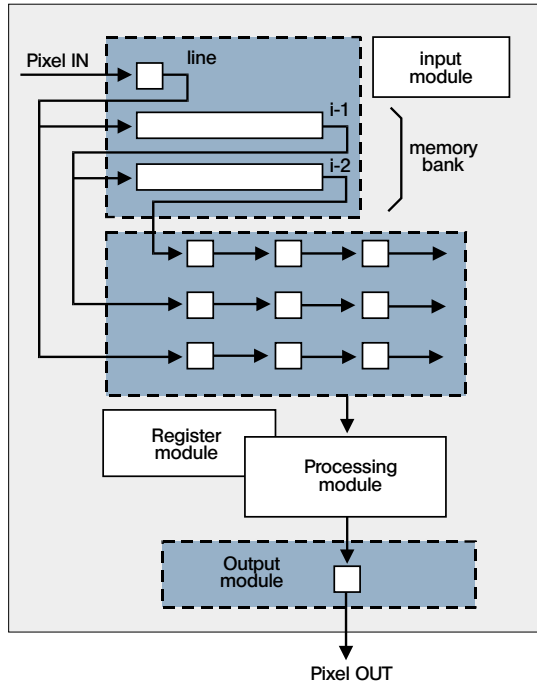 Pixel IN
line
input
module
i-1
memory
bank
i-2
Register
module
Processing
module
Output
module
Pixel OUT